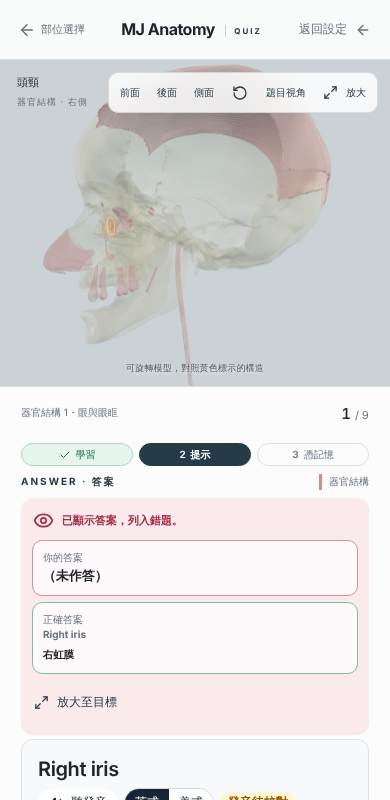 部位選擇
MJ Anatomy
QUIZ
返回設定
頭頸
器官結構 · 右側
前面
後面
側面
題目視角
放大
可旋轉模型，對照黃色標示的構造
器官結構 1 · 眼與眼眶
1 / 9
學習
2 提示
3 憑記憶
ANSWER · 答案
器官結構
已顯示答案，列入錯題。
你的答案
（未作答）
正確答案
Right iris
右虹膜
放大至目標
Right iris
聽發音
英式
美式
發音待校對